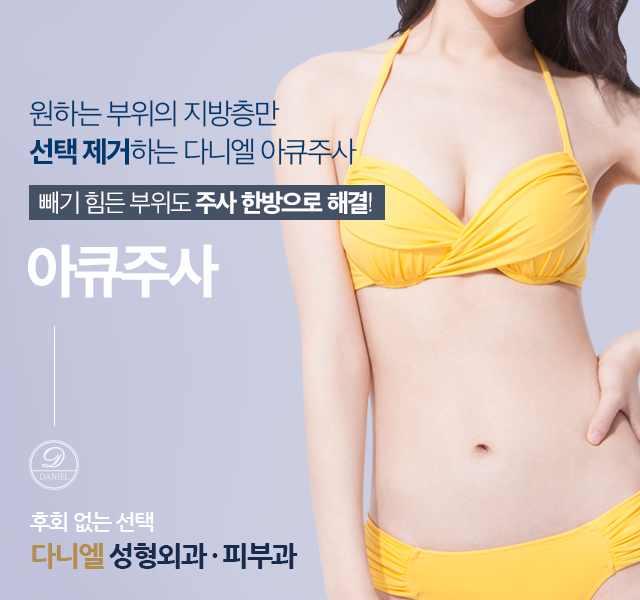 원하는 부위의 지방층만
선택 제거하는 다니엘 아큐주사
빼기 힘든 부위도 주사 한방으로 해결!
아큐주사
D
DANIEL
후회 없는 선택
다니엘 성형외과·피부과